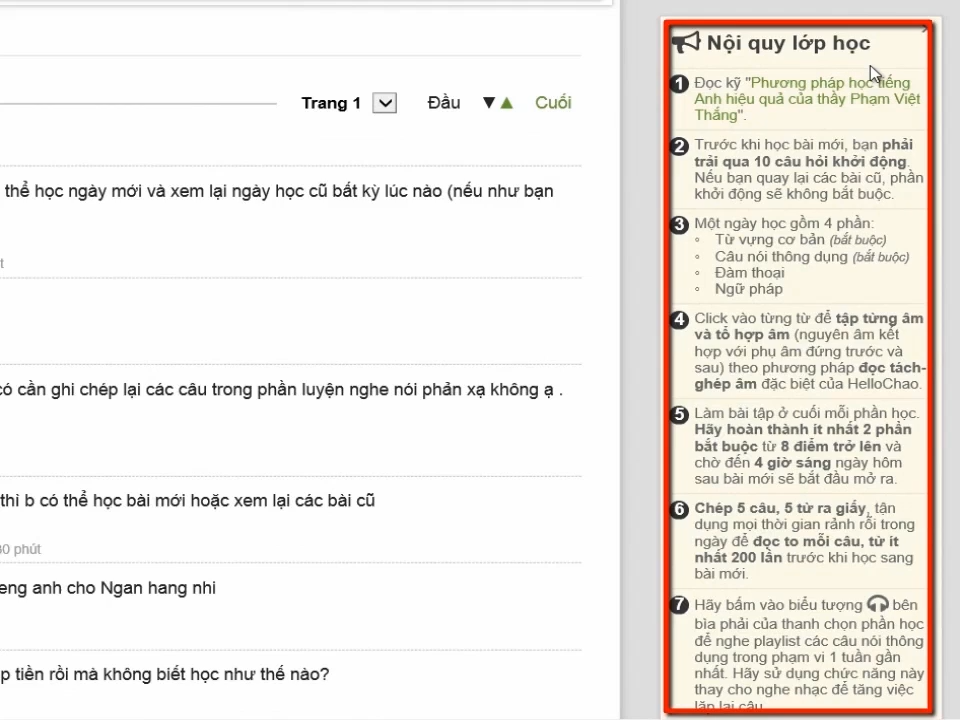 Trang 1 Đầu Cuối
thể học ngày mới và xem lại ngày học cũ bất kỳ lúc nào (nếu như bạn
có cần ghi chép lại các câu trong phần luyện nghe nói phản xạ không ạ .
thì b có thể học bài mới hoặc xem lại các bài cũ
phút
eng anh cho Ngan hang nhi
p tiền rồi mà không biết học như thế nào?
Nội quy lớp học
1 Đọc kỹ "Phương pháp học tiếng
Anh hiệu quả của thầy Phạm Việt
Thắng".
2 Trước khi học bài mới, bạn phải
trải qua 10 câu hỏi khởi động.
Nếu bạn quay lại các bài cũ, phần
khởi động sẽ không bắt buộc.
3 Một ngày học gồm 4 phần:
◦ Từ vựng cơ bản (bắt buộc)
◦ Câu nói thông dụng (bắt buộc)
◦ Đàm thoại
◦ Ngữ pháp
4 Click vào từng từ để tập từng âm
và tổ hợp âm (nguyên âm kết
hợp với phụ âm đứng trước và
sau) theo phương pháp đọc tách-
ghép âm đặc biệt của HelloChao.
5 Làm bài tập ở cuối mỗi phần học.
Hãy hoàn thành ít nhất 2 phần
bắt buộc từ 8 điểm trở lên và
chờ đến 4 giờ sáng ngày hôm
sau bài mới sẽ bắt đầu mở ra.
6 Chép 5 câu, 5 từ ra giấy, tận
dụng mọi thời gian rảnh rỗi trong
ngày để đọc to mỗi câu, từ ít
nhất 200 lần trước khi học sang
bài mới.
7 Hãy bấm vào biểu tượng bên
bìa phải của thanh chọn phần học
để nghe playlist các câu nói thông
dụng trong phạm vi 1 tuần gần
nhất. Hãy sử dụng chức năng này
thay cho nghe nhạc để tăng việc
lặp lại câu